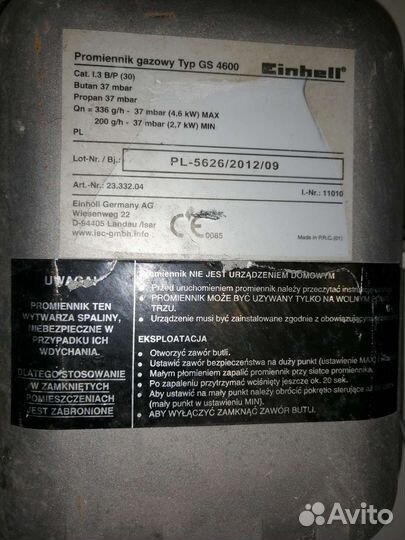 Promiennik gazowy Typ GS 4600
Einhell
Cat. I.3 B/P (30)
Butan 37 mbar
Propan 37 mbar
Qn = 336 g/h - 37 mbar (4,6 kW) MAX
200 g/h - 37 mbar (2,7 kW) MIN
PL
Lot-Nr./ Bj.: PL-5626/2012/09
Art.-Nr.: 23.332.04
I.-Nr.: 11010
Einhell Germany AG
Wiesenweg 22
D-94405 Landau /Isar
www.isc-gmbh.info
CE 0085
Made in P.R.C.(01)
UWAGA!
PROMIENNIK TEN
WYTWARZA SPALINY,
NIEBEZPIECZNE W
PRZYPADKU ICH
WDYCHANIA.
DLATEGO STOSOWANIE
W ZAMKNIĘTYCH
POMIESZCZENIACH
JEST ZABRONIONE
Promiennik NIE JEST URZĄDZENIEM DOMOWYM
• Przed uruchomieniem promiennik należy przeczytać
• PROMIENNIK MOŻE BYĆ UŻYWANY TYLKO NA WOLNYM
TRZU.
• Urządzenie musi być zainstalowane zgodnie z
EKSPLOATACJA
• Otworzyć zawór butli.
• Ustawić zawór bezpieczeństwa na duży punkt (ustawienie MAX)
• Małym płomieniem zapalić promiennik przy siatce promiennika.
• Po zapaleniu przytrzymać wciśnięty jeszcze ok. 20 sek.
• Aby ustawić na mały punkt należy obrócić pokrętło
mały punkt w ustawieniu MIN).
• ABY WYŁĄCZYĆ ZAMKNĄĆ ZAWÓR BUTLI.
Avito